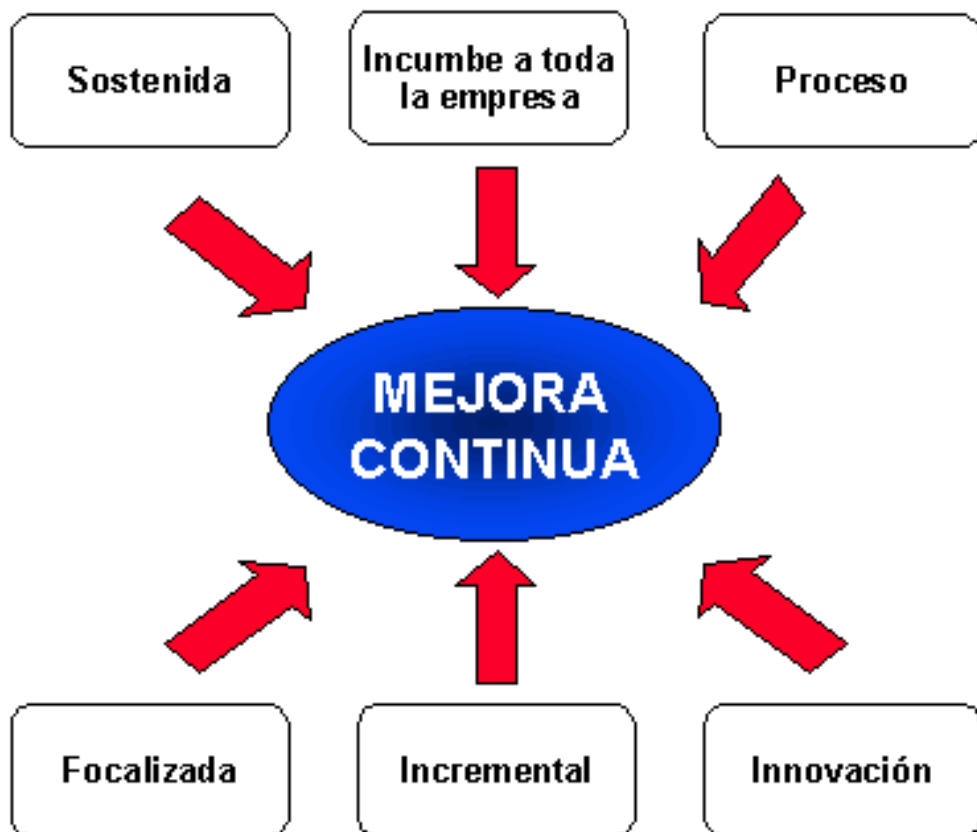 Sostenida
Incumbe a toda
la empresa
Proceso
MEJORA
CONTINUA
Focalizada
Incremental
Innovación